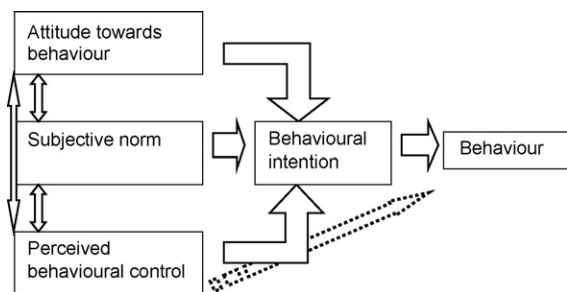 Attitude towards
behaviour
Subjective norm
Behavioural
intention
Behaviour
Perceived
behavioural control